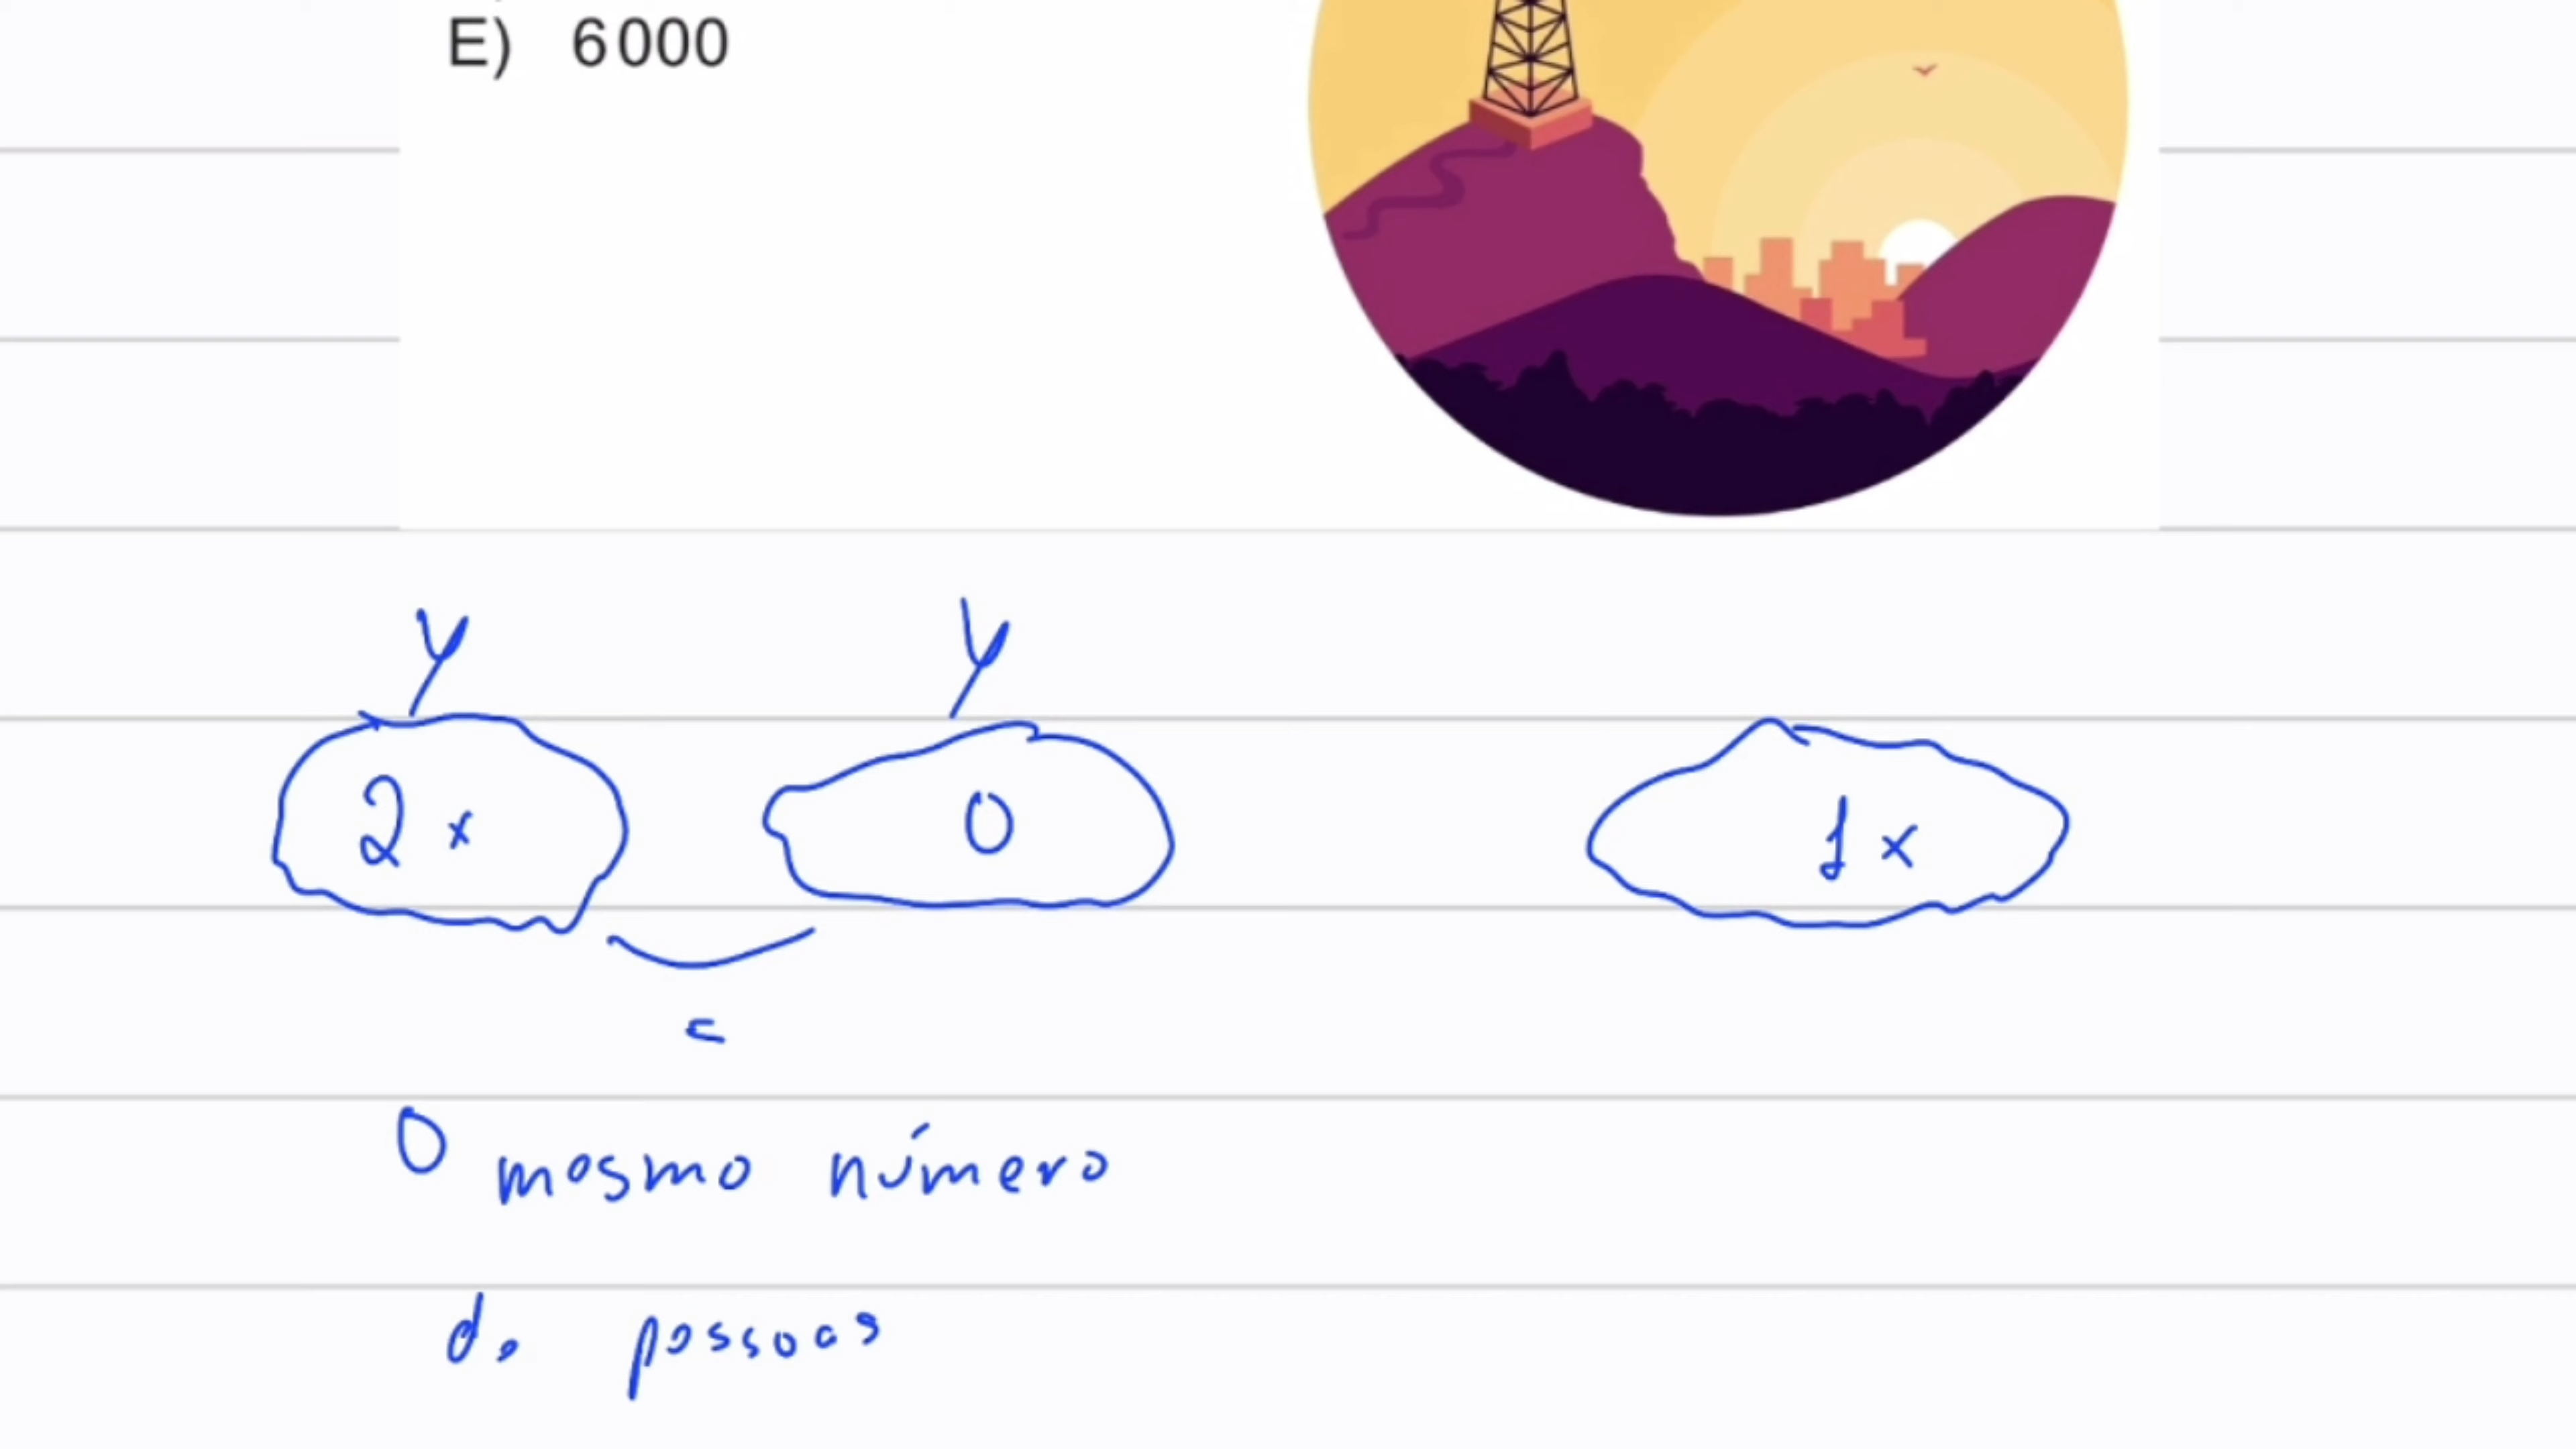 E) 6000
y y
2x 0 1x
=
O mesmo número
de pessoas